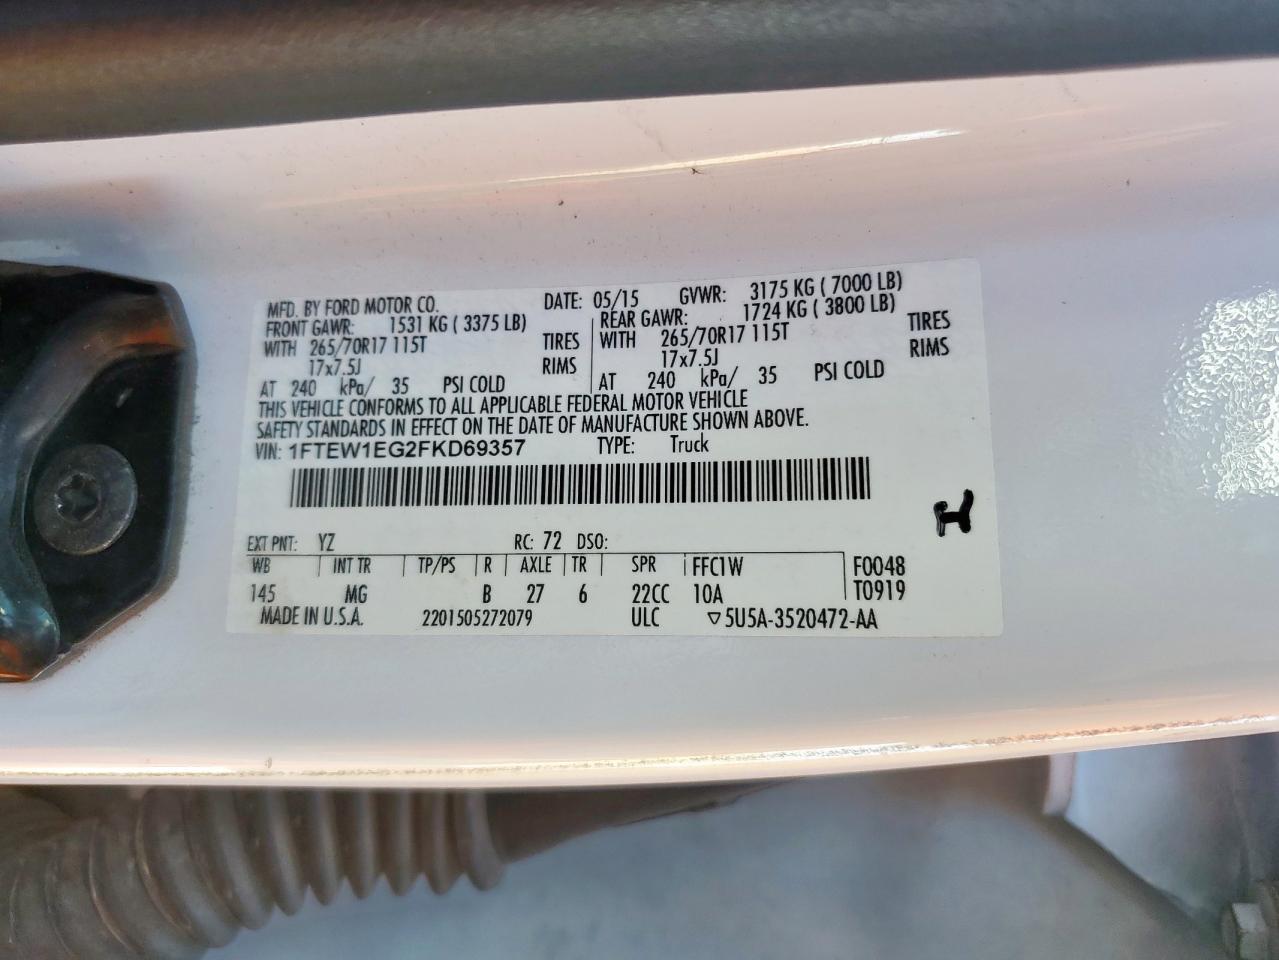 MFD. BY FORD MOTOR CO. DATE: 05/15 GVWR: 3175 KG ( 7000 LB)
FRONT GAWR: 1531 KG ( 3375 LB) REAR GAWR: 1724 KG ( 3800 LB)
WITH 265/70R17 115T TIRES WITH 265/70R17 115T TIRES
17x7.5J RIMS 17x7.5J RIMS
AT 240 kPa/ 35 PSI COLD AT 240 kPa/ 35 PSI COLD
THIS VEHICLE CONFORMS TO ALL APPLICABLE FEDERAL MOTOR VEHICLE
SAFETY STANDARDS IN EFFECT ON THE DATE OF MANUFACTURE SHOWN ABOVE.
VIN: 1FTEW1EG2FKD69357 TYPE: Truck
H
EXT PNT: YZ RC: 72 DSO:
WB INT TR TP/PS R AXLE TR SPR FFC1W F0048
145 MG B 27 6 22CC 10A T0919
MADE IN U.S.A. 2201505272079 ULC ▽5U5A-3520472-AA